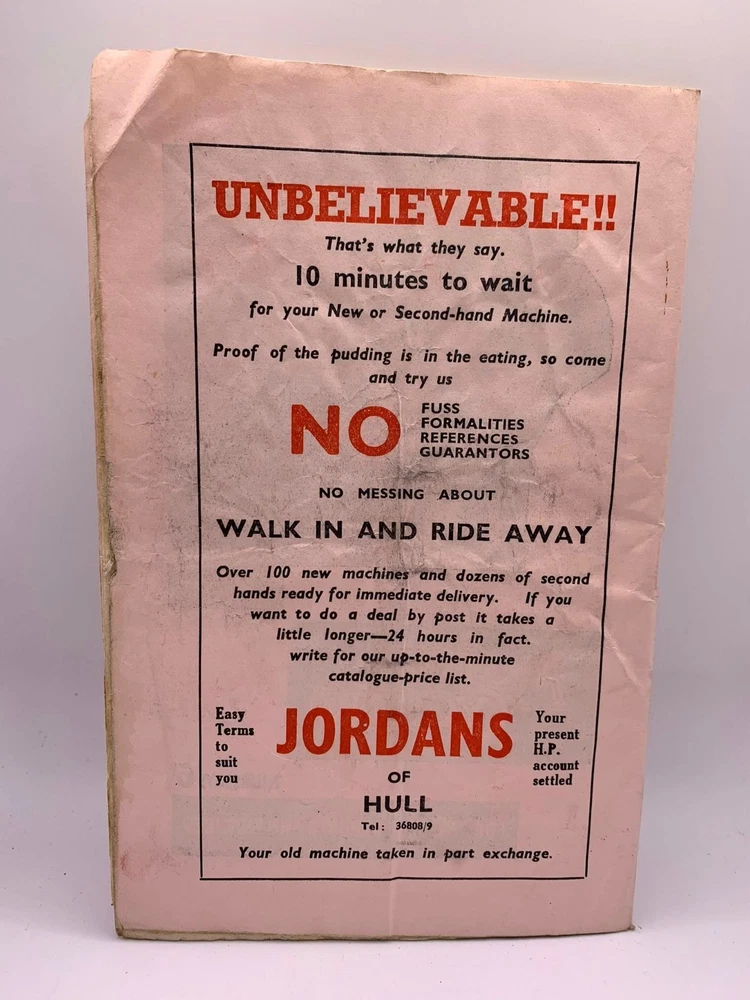 UNBELIEVABLE!!
That's what they say.
10 minutes to wait
for your New or Second-hand Machine.
Proof of the pudding is in the eating, so come
and try us
NO
FUSS
FORMALITIES
REFERENCES
GUARANTORS
NO MESSING ABOUT
WALK IN AND RIDE AWAY
Over 100 new machines and dozens of second
hands ready for immediate delivery. If you
want to do a deal by post it takes a
little longer—24 hours in fact.
write for our up-to-the-minute
catalogue-price list.
Easy
Terms
to
suit
you
JORDANS
OF
HULL
Tel: 36808/9
Your
present
H.P.
account
settled
Your old machine taken in part exchange.